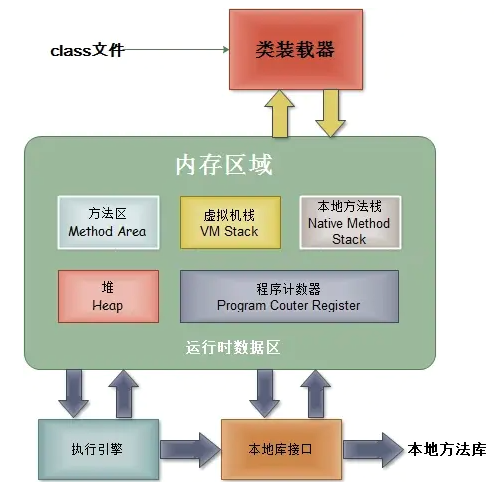 class文件
类装载器
内存区域
方法区
Method Area
虚拟机栈
VM Stack
本地方法栈
Native Method
Stack
堆
Heap
程序计数器
Program Couter Register
运行时数据区
执行引擎
本地库接口
本地方法库